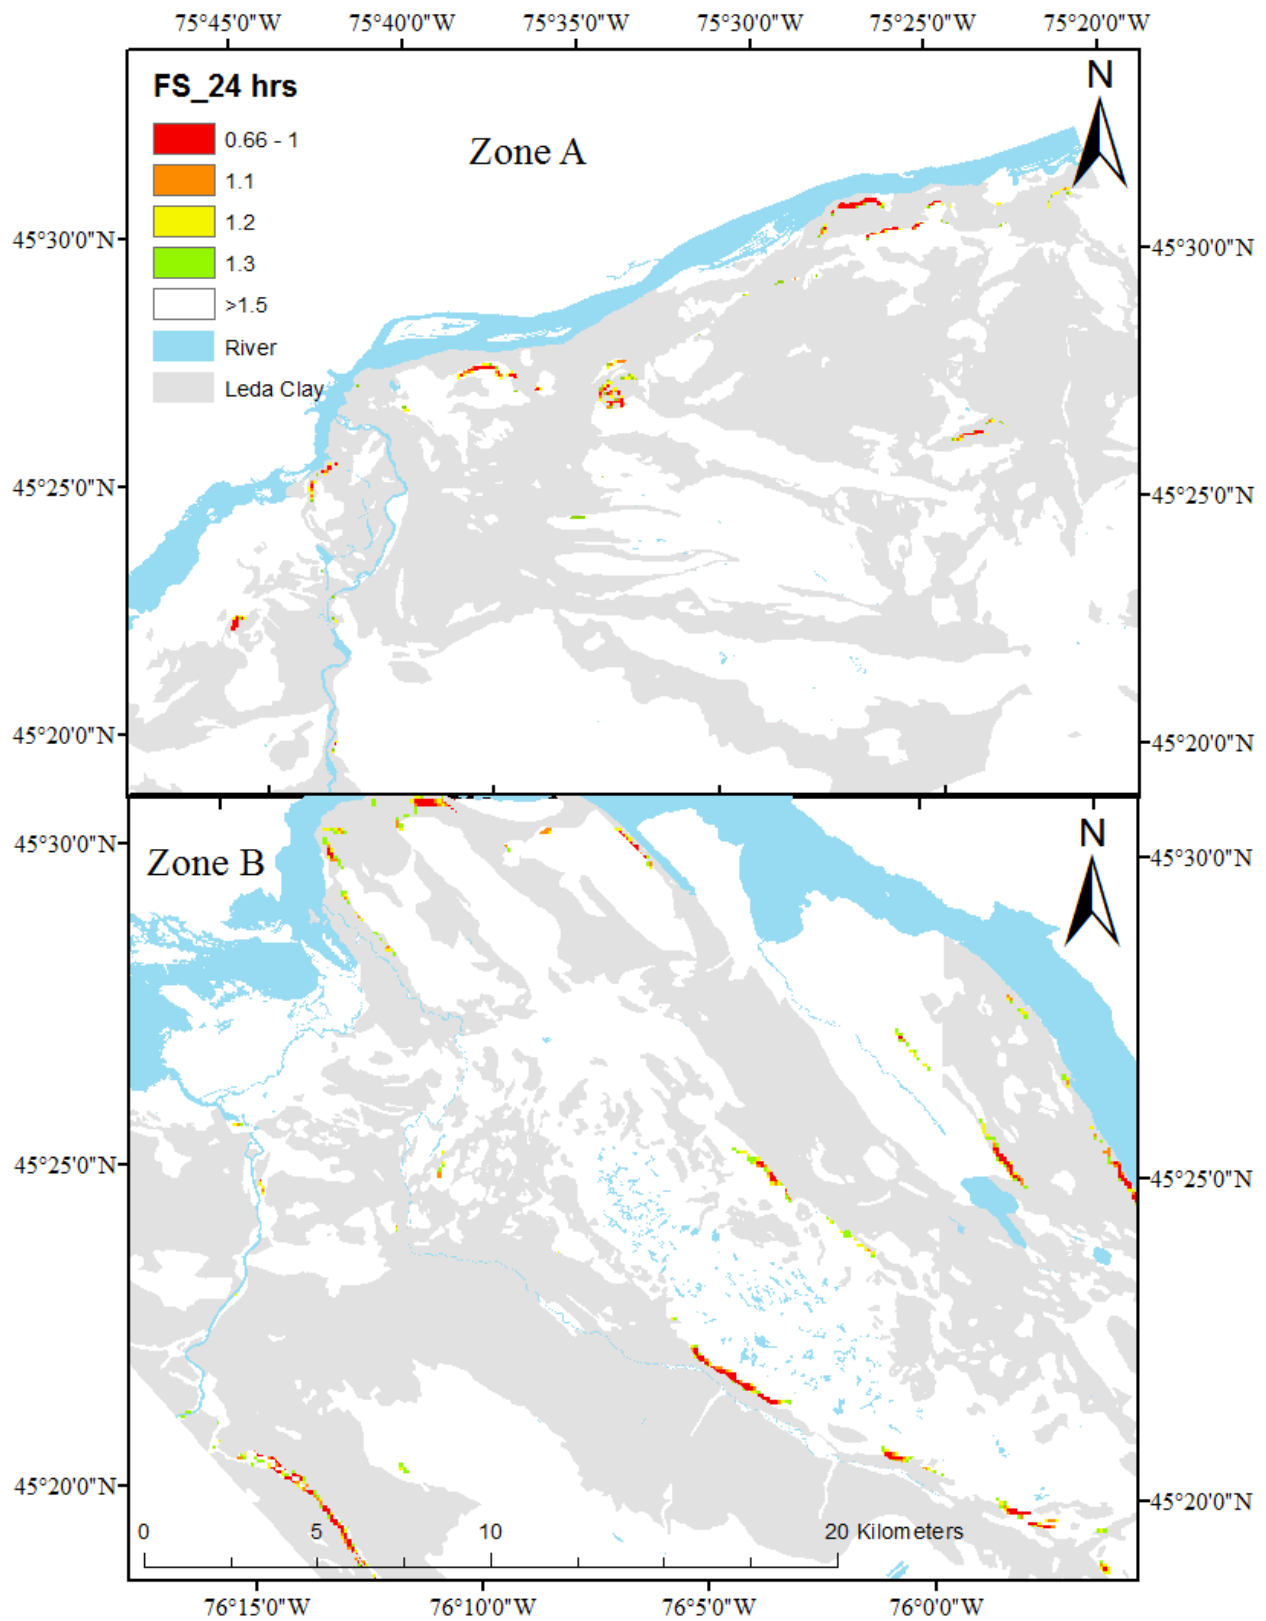 75°45'0"W 75°40'0"W 75°35'0"W 75°30'0"W 75°25'0"W 75°20'0"W
FS_24 hrs
N
0.66 - 1
Zone A
1.1
1.2
45°30'0"N 45°30'0"N
1.3
>1.5
River
Leda Clay
45°25'0"N 45°25'0"N
45°20'0"N 45°20'0"N
N
45°30'0"N 45°30'0"N
Zone B
45°25'0"N 45°25'0"N
45°20'0"N 45°20'0"N
0 5 10 20 Kilometers
76°15'0"W 76°10'0"W 76°5'0"W 76°0'0"W